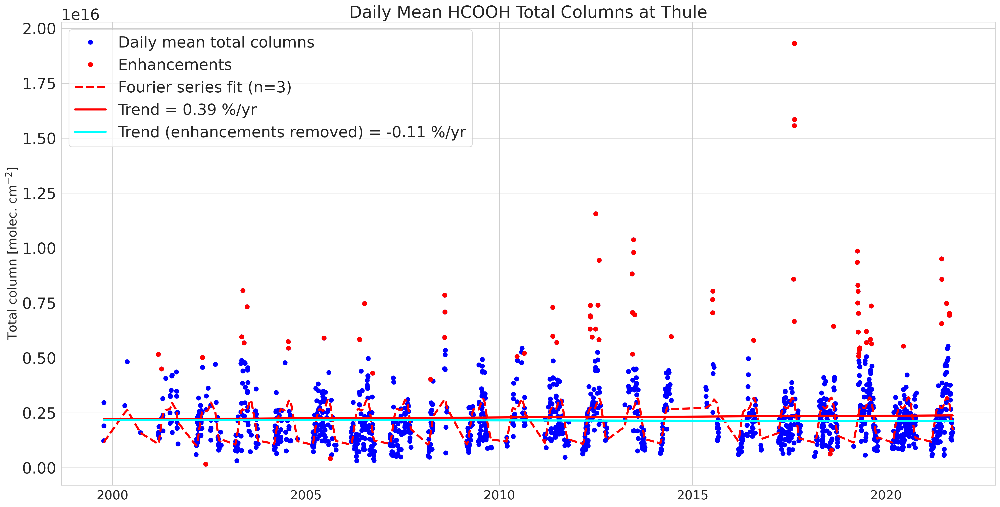 Daily Mean HCOOH Total Columns at Thule
1e16
2.00
1.75
1.50
1.25
1.00
0.75
0.50
0.25
0.00
Total column [molec. cm⁻²]
Daily mean total columns
Enhancements
Fourier series fit (n=3)
Trend = 0.39 %/yr
Trend (enhancements removed) = -0.11 %/yr
2000 2005 2010 2015 2020